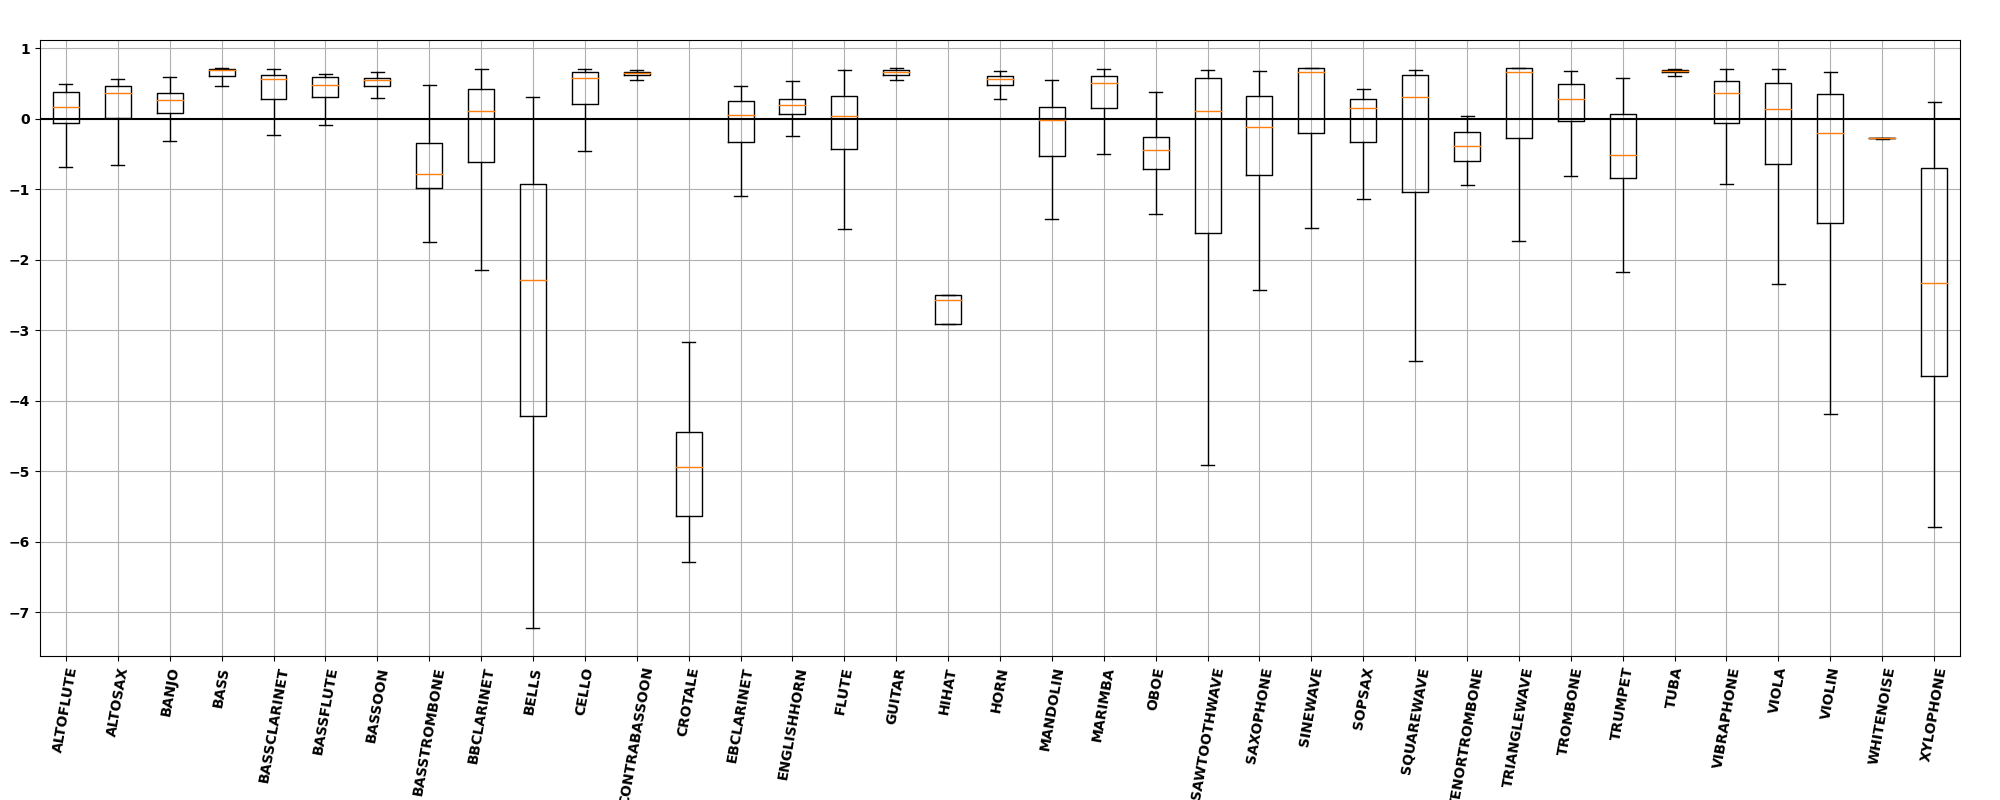 1
0
−1
−2
−3
−4
−5
−6
−7
ALTOFLUTE
ALTOSAX
BANJO
BASS
BASSCLARINET
BASSFLUTE
BASSOON
BASSTROMBONE
BBCLARINET
BELLS
CELLO
CONTRABASSOON
CROTALE
EBCLARINET
ENGLISHHORN
FLUTE
GUITAR
HIHAT
HORN
MANDOLIN
MARIMBA
OBOE
SAWTOOTHWAVE
SAXOPHONE
SINEWAVE
SOPSAX
SQUAREWAVE
TENORTROMBONE
TRIANGLEWAVE
TROMBONE
TRUMPET
TUBA
VIBRAPHONE
VIOLA
VIOLIN
WHITENOISE
XYLOPHONE